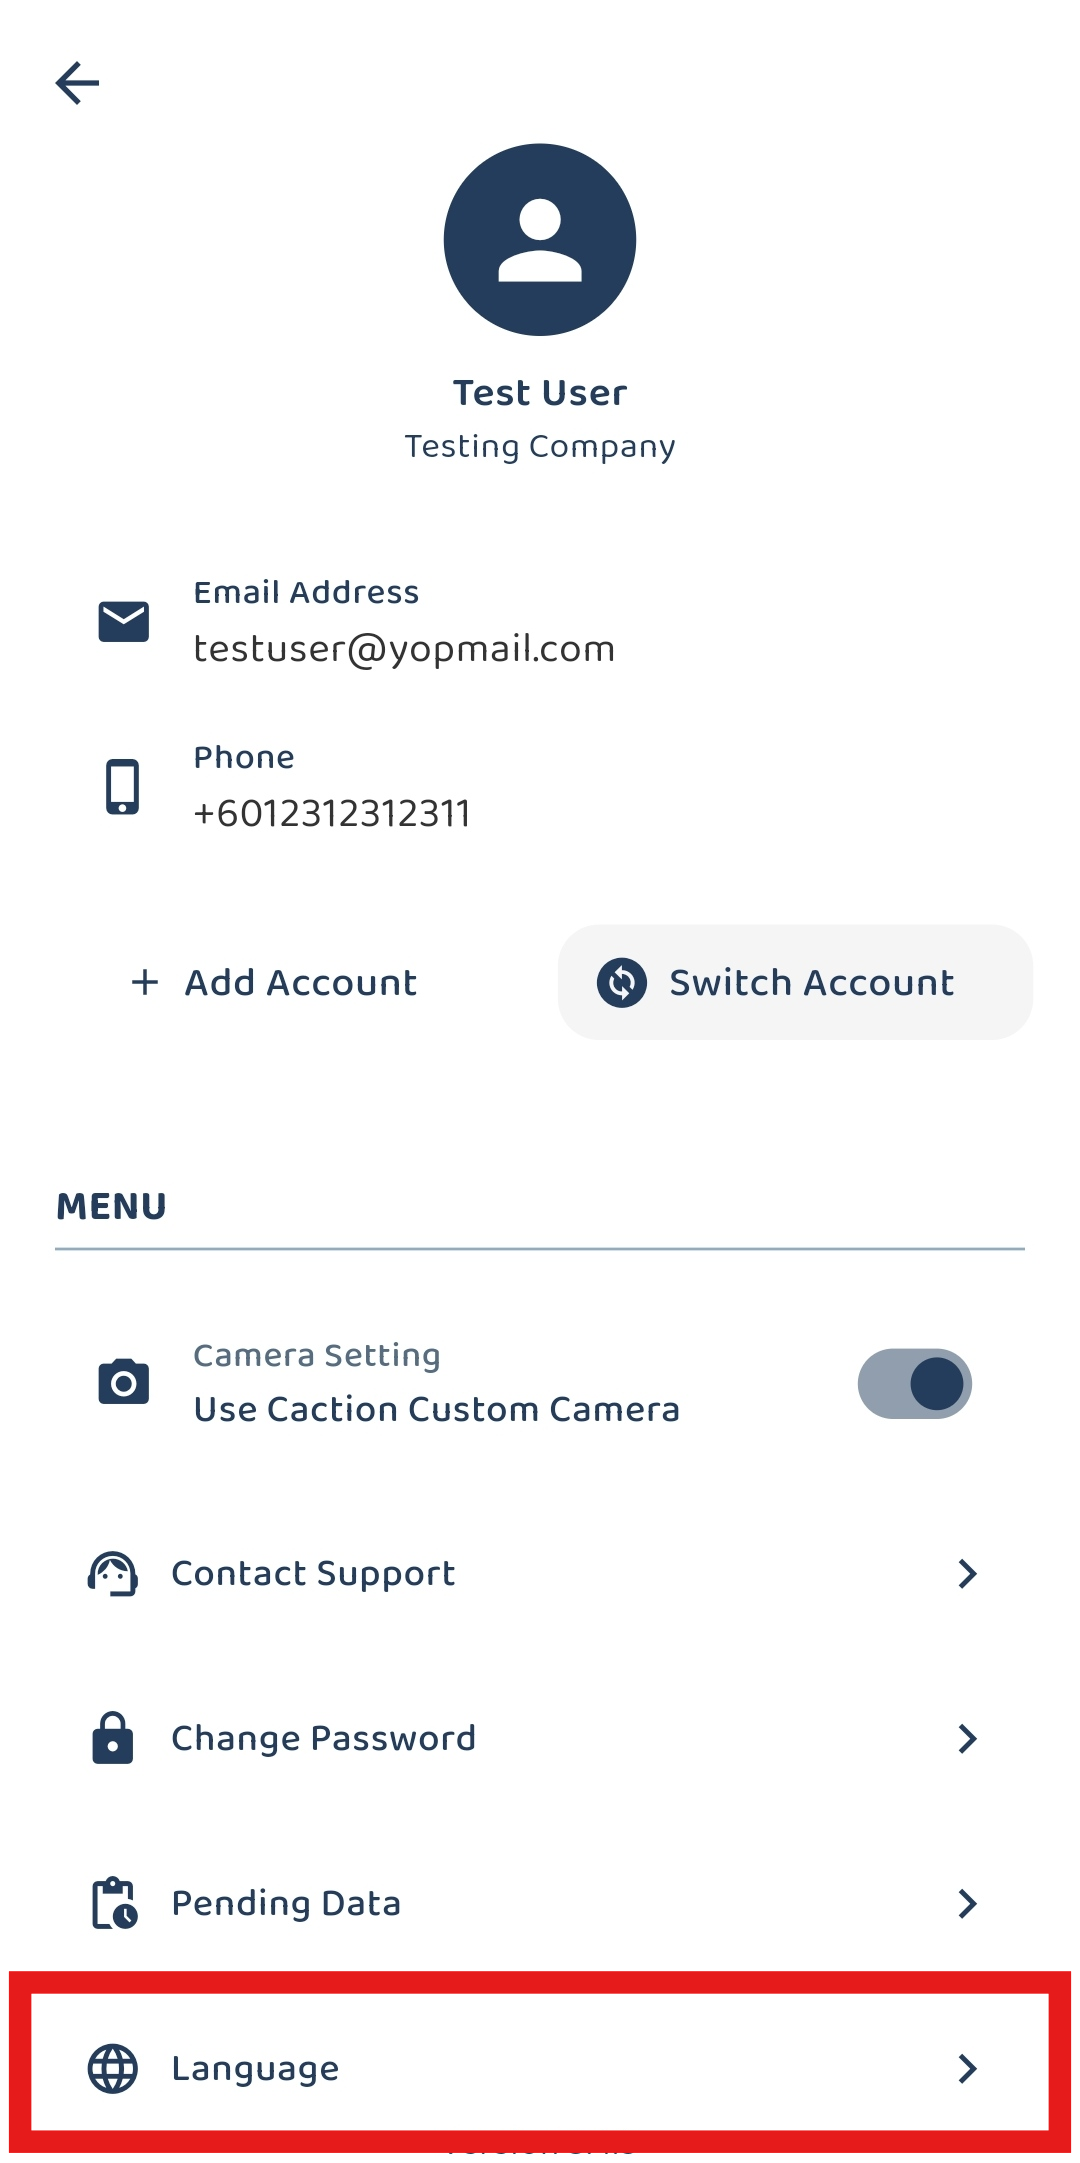 Test User
Testing Company
Email Address
testuser@yopmail.com
Phone
+6012312312311
+ Add Account
Switch Account
MENU
Camera Setting
Use Caction Custom Camera
Contact Support
Change Password
Pending Data
Language